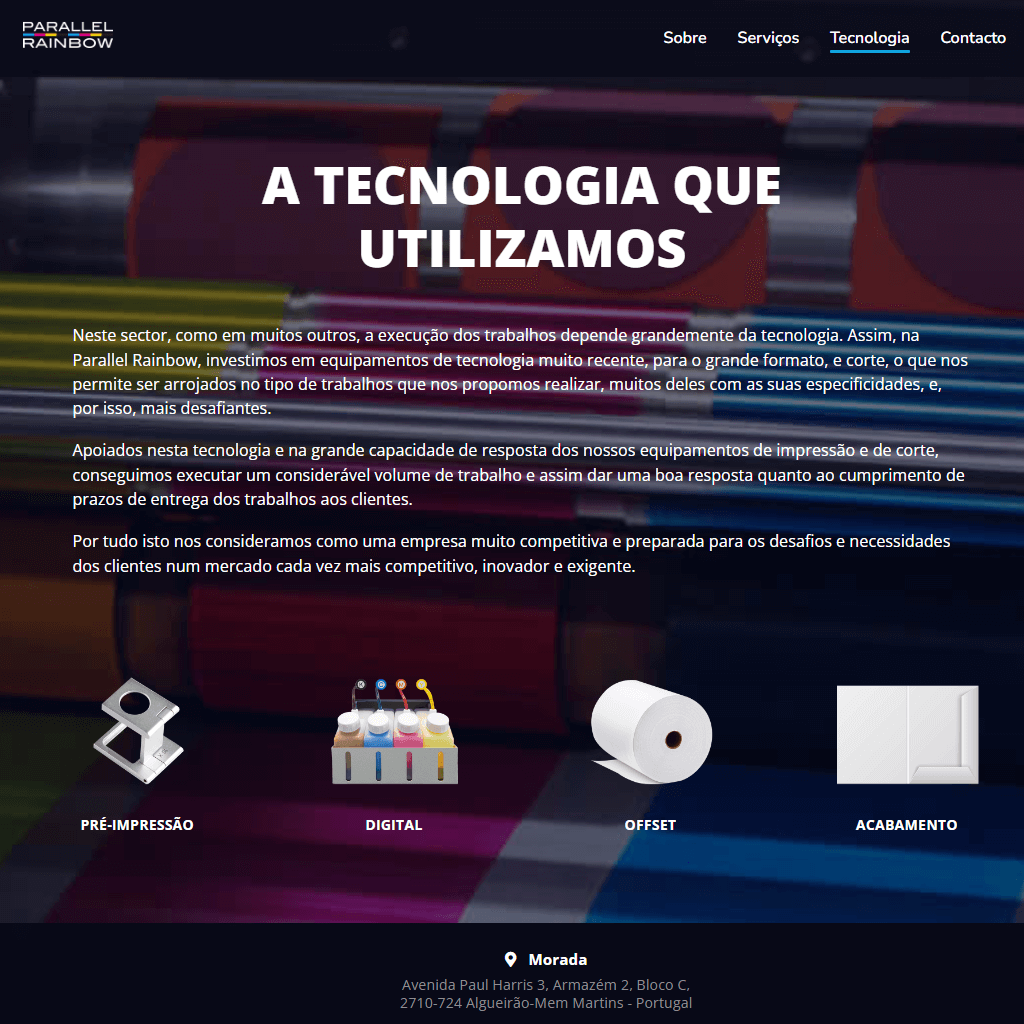 PARALLEL
RAINBOW
Sobre Serviços Tecnologia Contacto
A TECNOLOGIA QUE
UTILIZAMOS
Neste sector, como em muitos outros, a execução dos trabalhos depende grandemente da tecnologia. Assim, na
Parallel Rainbow, investimos em equipamentos de tecnologia muito recente, para o grande formato, e corte, o que nos
permite ser arrojados no tipo de trabalhos que nos propomos realizar, muitos deles com as suas especificidades, e,
por isso, mais desafiantes.
Apoiados nesta tecnologia e na grande capacidade de resposta dos nossos equipamentos de impressão e de corte,
conseguimos executar um considerável volume de trabalho e assim dar uma boa resposta quanto ao cumprimento de
prazos de entrega dos trabalhos aos clientes.
Por tudo isto nos consideramos como uma empresa muito competitiva e preparada para os desafios e necessidades
dos clientes num mercado cada vez mais competitivo, inovador e exigente.
K C M Y
PRÉ-IMPRESSÃO DIGITAL OFFSET ACABAMENTO
Morada
Avenida Paul Harris 3, Armazém 2, Bloco C,
2710-724 Algueirão-Mem Martins - Portugal